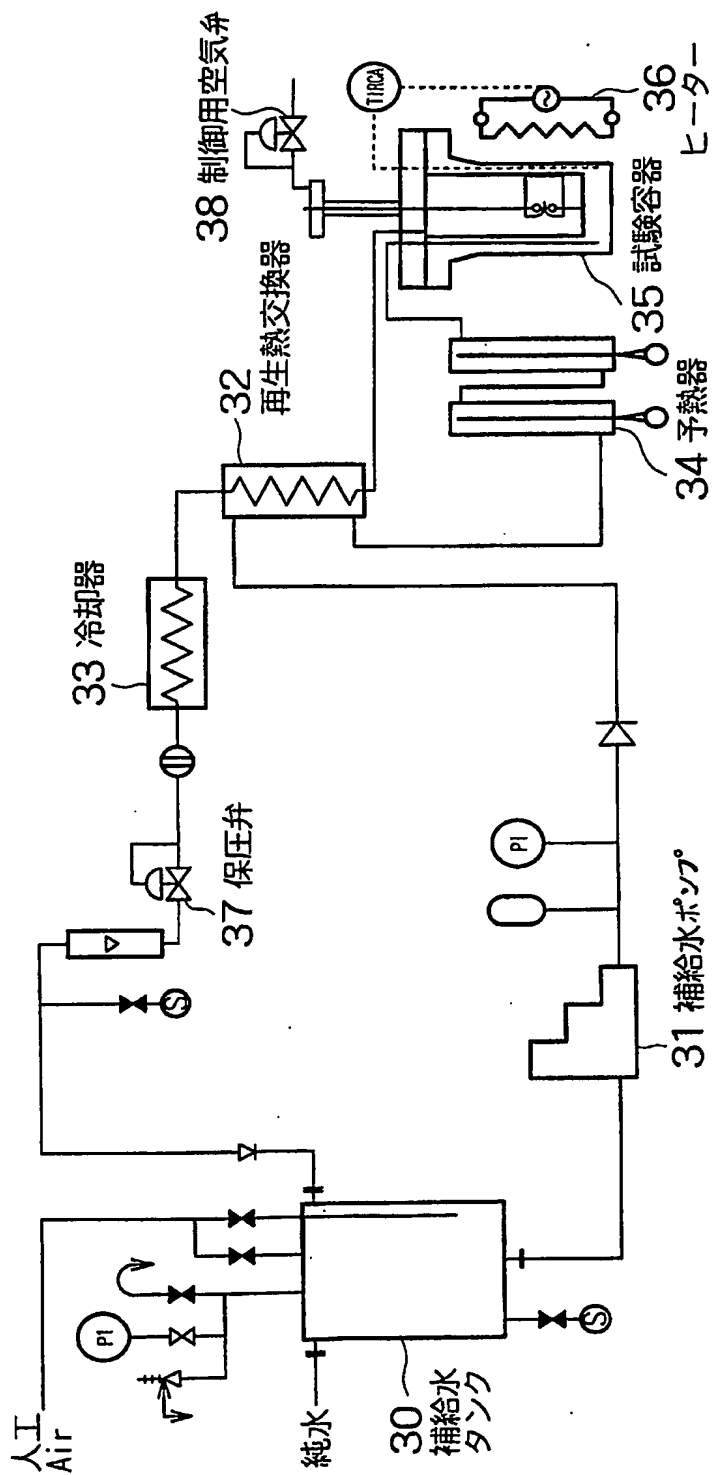 人工
Air
純水
30
補給水
タンク
PI
S
S
31 補給水ポンプ
PI
37 保圧弁
33 冷却器
32
再生熱交換器
34 予熱器
35 試験容器
36
ヒーター
38 制御用空気弁
TIRCA